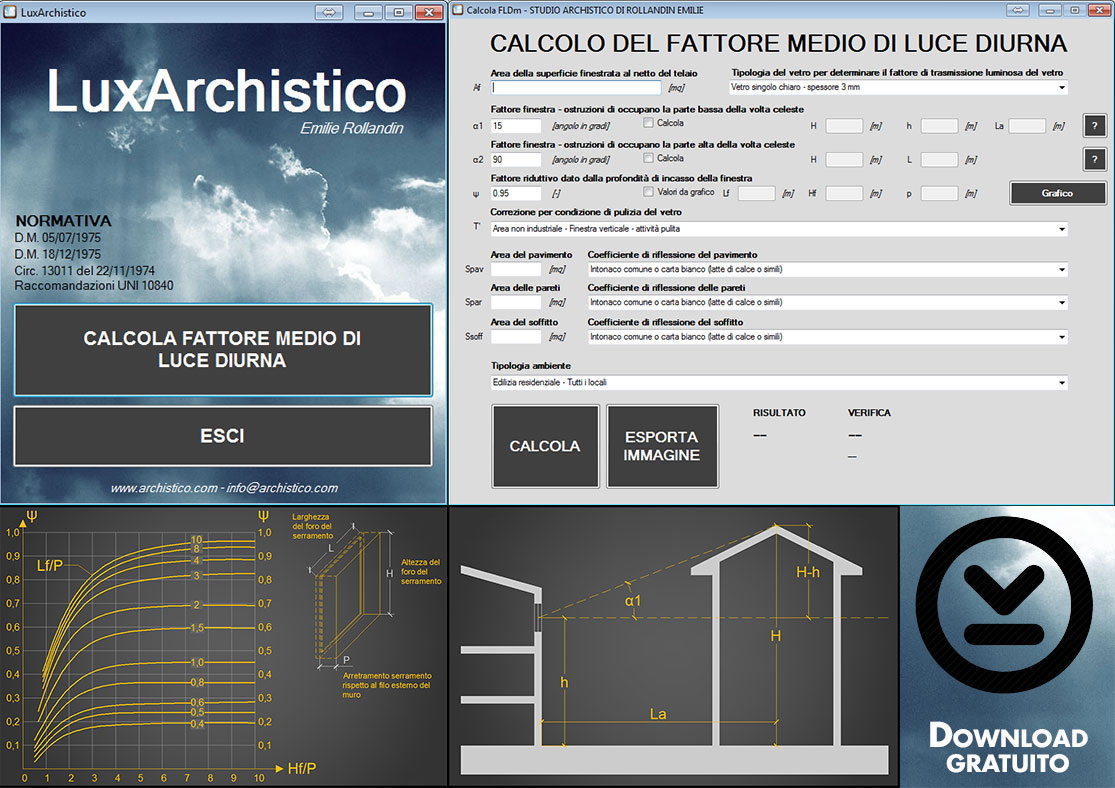 LuxArchistico
LuxArchistico
Emilie Rollandin
NORMATIVA
D.M. 05/07/1975
D.M. 18/12/1975
Circ. 13011 del 22/11/1974
Raccomandazioni UNI 10840
CALCOLA FATTORE MEDIO DI
LUCE DIURNA
ESCI
www.archistico.com - info@archistico.com
Calcola FLDm - STUDIO ARCHISTICO DI ROLLANDIN EMILIE
CALCOLO DEL FATTORE MEDIO DI LUCE DIURNA
Area della superficie finestrata al netto del telaio
Tipologia del vetro per determinare il fattore di trasmissione luminosa del vetro
Af [mq] Vetro singolo chiaro - spessore 3 mm
Fattore finestra - ostruzioni di occupano la parte bassa della volta celeste
α1 15 [angolo in gradi] Calcola H [m] h [m] La [m] ?
Fattore finestra - ostruzioni di occupano la parte alta della volta celeste
α2 90 [angolo in gradi] Calcola H [m] L [m] ?
Fattore riduttivo dato dalla profondità di incasso della finestra
ψ 0.95 [-] Valori da grafico Lf [m] Hf [m] p [m] Grafico
Correzione per condizione di pulizia del vetro
T' Area non industriale - Finestra verticale - attività pulita
Area del pavimento Coefficiente di riflessione del pavimento
Spav [mq] Intonaco comune o carta bianco (latte di calce o simili)
Area delle pareti Coefficiente di riflessione delle pareti
Spar [mq] Intonaco comune o carta bianco (latte di calce o simili)
Area del soffitto Coefficiente di riflessione del soffitto
Ssoff [mq] Intonaco comune o carta bianco (latte di calce o simili)
Tipologia ambiente
Edilizia residenziale - Tutti i locali
CALCOLA
ESPORTA
IMMAGINE
RISULTATO VERIFICA
-- --
--
ψ ψ
1,0 1,0
0,9 0,9
0,8 0,8
0,7 0,7
0,6 0,6
0,5 0,5
0,4 0,4
0,3 0,3
0,2 0,2
0,1 0,1
Lf/P
10
8
4
3
2
1,5
1,0
0,8
0,6
0,5
0,4
0 1 2 3 4 5 6 7 8 9 10 Hf/P
Larghezza
del foro del
serramento
L
H
Altezza del
foro del
serramento
P
Arretramento serramento
rispetto al filo esterno del
muro
α1
H-h
H
h
La
DOWNLOAD
GRATUITO